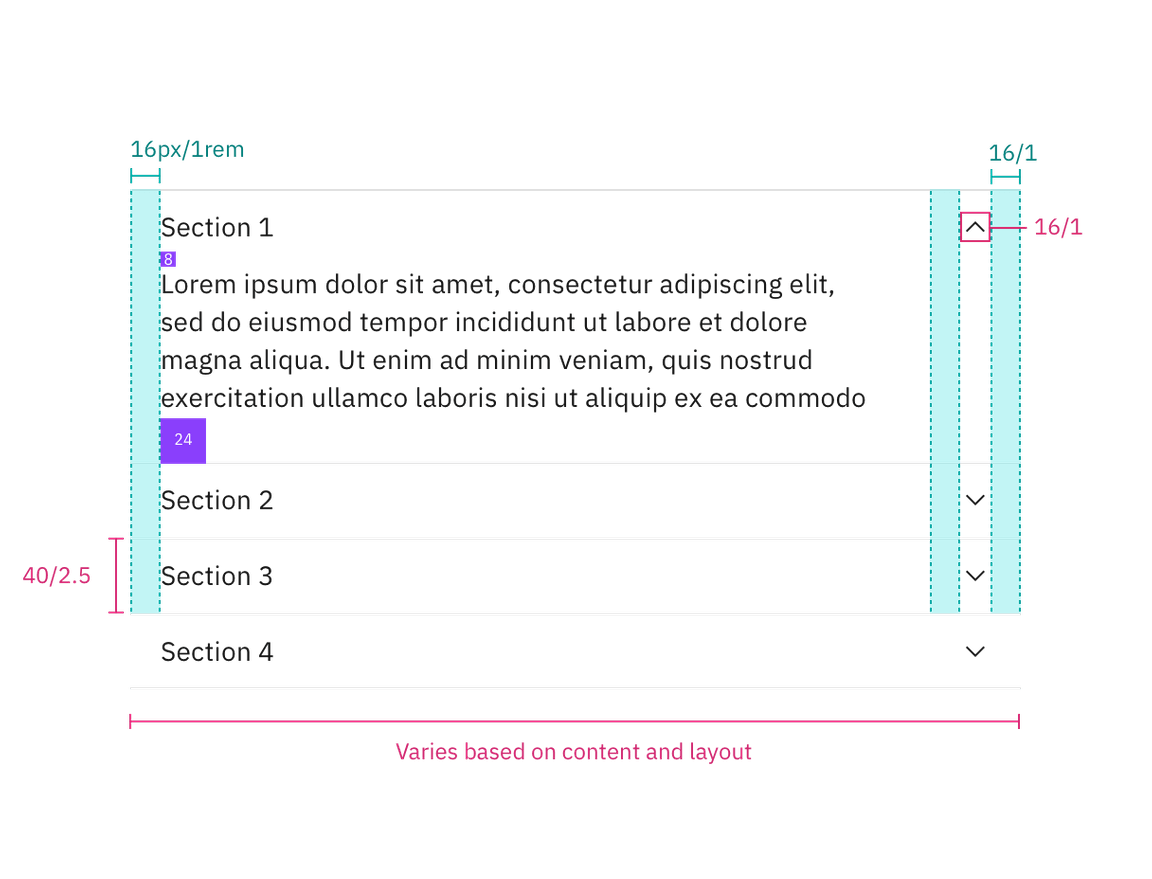 16px/1rem
16/1
Section 1
16/1
8
Lorem ipsum dolor sit amet, consectetur adipiscing elit,
sed do eiusmod tempor incididunt ut labore et dolore
magna aliqua. Ut enim ad minim veniam, quis nostrud
exercitation ullamco laboris nisi ut aliquip ex ea commodo
24
Section 2
40/2.5
Section 3
Section 4
Varies based on content and layout